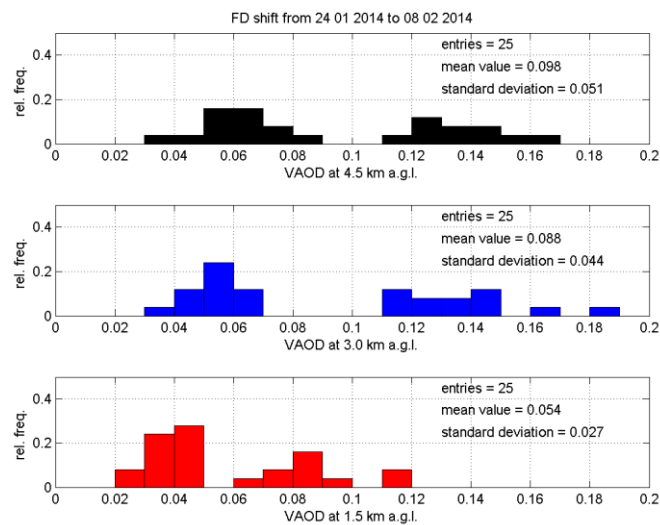 FD shift from 24 01 2014 to 08 02 2014
entries = 25
mean value = 0.098
standard deviation = 0.051
rel. freq.
0.4
0.2
0
0 0.02 0.04 0.06 0.08 0.1 0.12 0.14 0.16 0.18 0.2
VAOD at 4.5 km a.g.l.
entries = 25
mean value = 0.088
standard deviation = 0.044
rel. freq.
0.4
0.2
0
0 0.02 0.04 0.06 0.08 0.1 0.12 0.14 0.16 0.18 0.2
VAOD at 3.0 km a.g.l.
entries = 25
mean value = 0.054
standard deviation = 0.027
rel. freq.
0.4
0.2
0
0 0.02 0.04 0.06 0.08 0.1 0.12 0.14 0.16 0.18 0.2
VAOD at 1.5 km a.g.l.